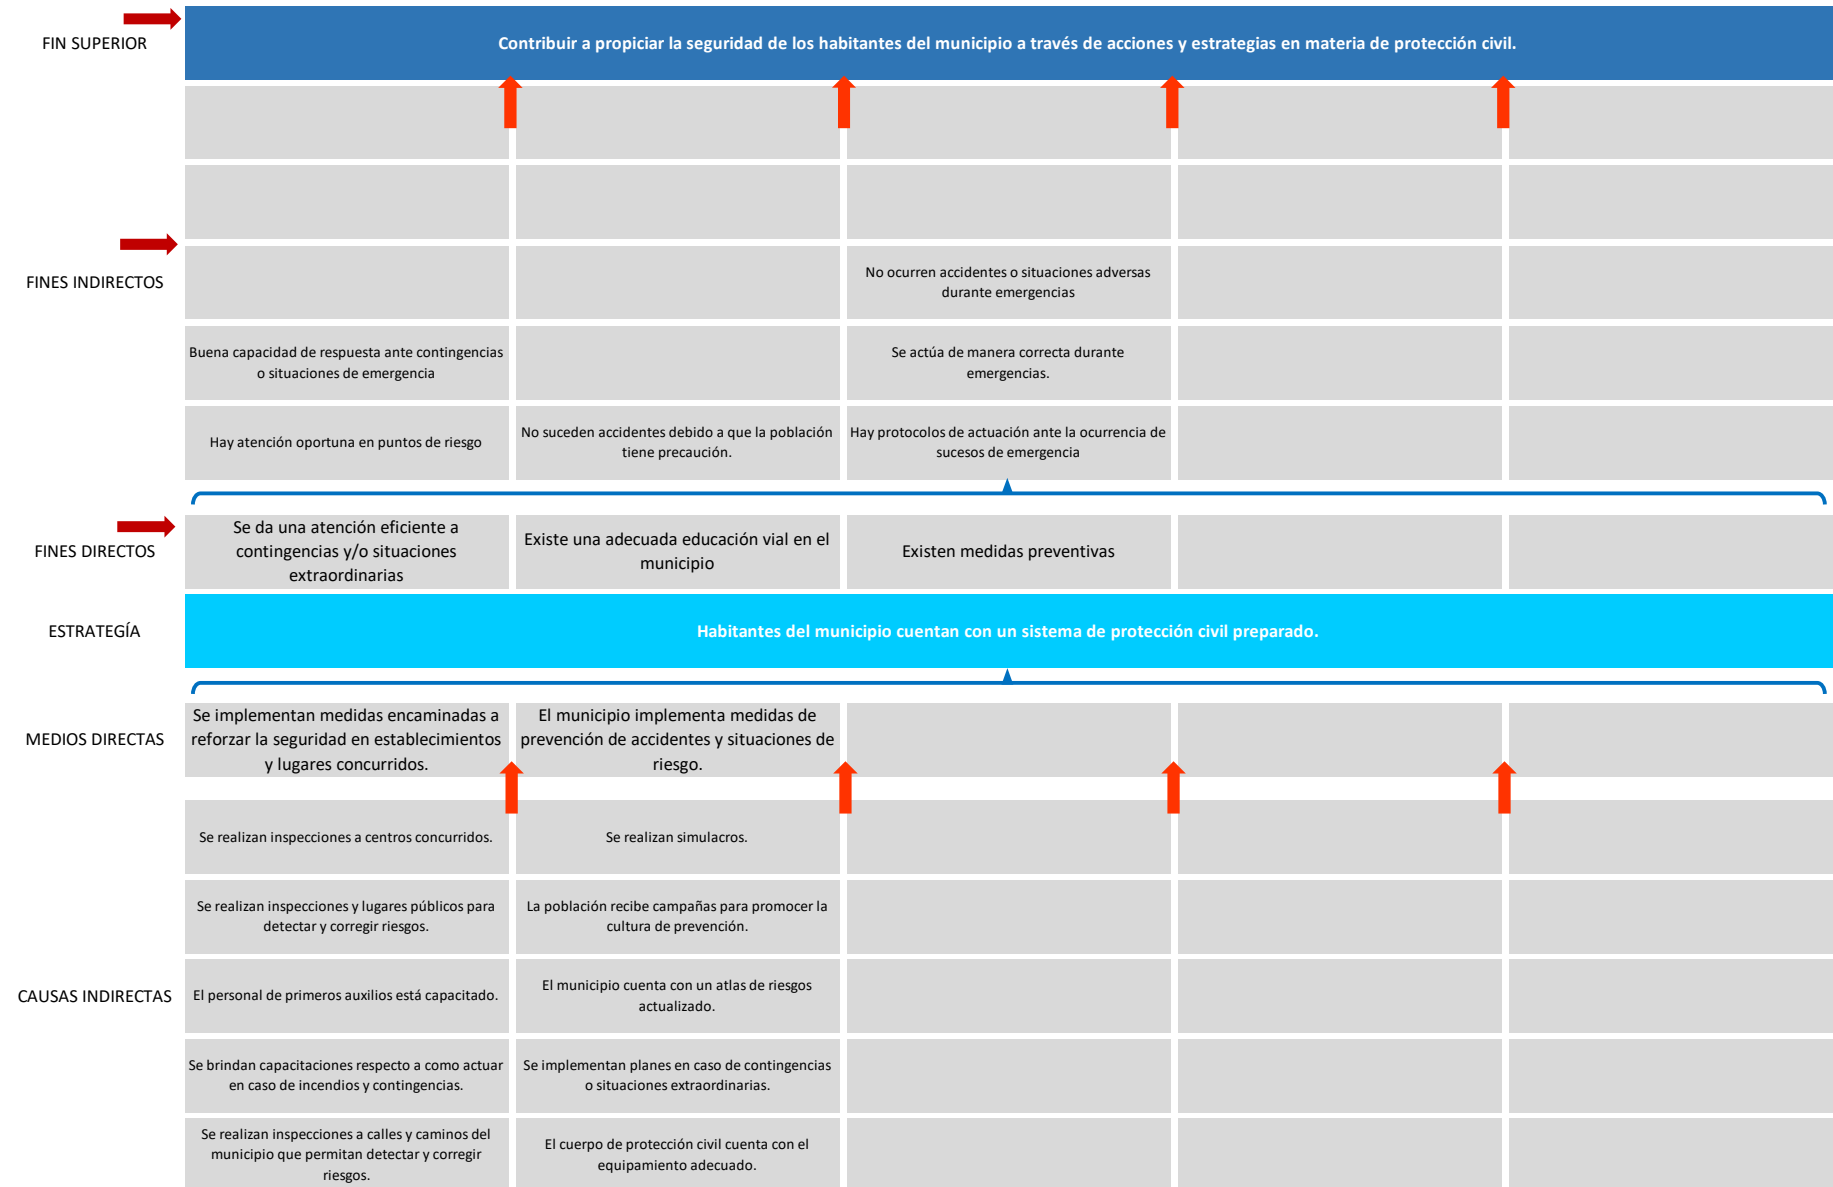 FIN SUPERIOR
Contribuir a propiciar la seguridad de los habitantes del municipio a través de acciones y estrategias en materia de protección civil.
FINES INDIRECTOS
No ocurren accidentes o situaciones adversas
durante emergencias
Buena capacidad de respuesta ante contingencias
o situaciones de emergencia
Se actúa de manera correcta durante
emergencias.
Hay atención oportuna en puntos de riesgo
No suceden accidentes debido a que la población
tiene precaución.
Hay protocolos de actuación ante la ocurrencia de
sucesos de emergencia
FINES DIRECTOS
Se da una atención eficiente a
contingencias y/o situaciones
extraordinarias
Existe una adecuada educación vial en el
municipio
Existen medidas preventivas
ESTRATEGÍA
Habitantes del municipio cuentan con un sistema de protección civil preparado.
MEDIOS DIRECTAS
Se implementan medidas encaminadas a
reforzar la seguridad en establecimientos
y lugares concurridos.
El municipio implementa medidas de
prevención de accidentes y situaciones de
riesgo.
Se realizan inspecciones a centros concurridos.
Se realizan simulacros.
Se realizan inspecciones y lugares públicos para
detectar y corregir riesgos.
La población recibe campañas para promocer la
cultura de prevención.
CAUSAS INDIRECTAS
El personal de primeros auxilios está capacitado.
El municipio cuenta con un atlas de riesgos
actualizado.
Se brindan capacitaciones respecto a como actuar
en caso de incendios y contingencias.
Se implementan planes en caso de contingencias
o situaciones extraordinarias.
Se realizan inspecciones a calles y caminos del
municipio que permitan detectar y corregir
riesgos.
El cuerpo de protección civil cuenta con el
equipamiento adecuado.